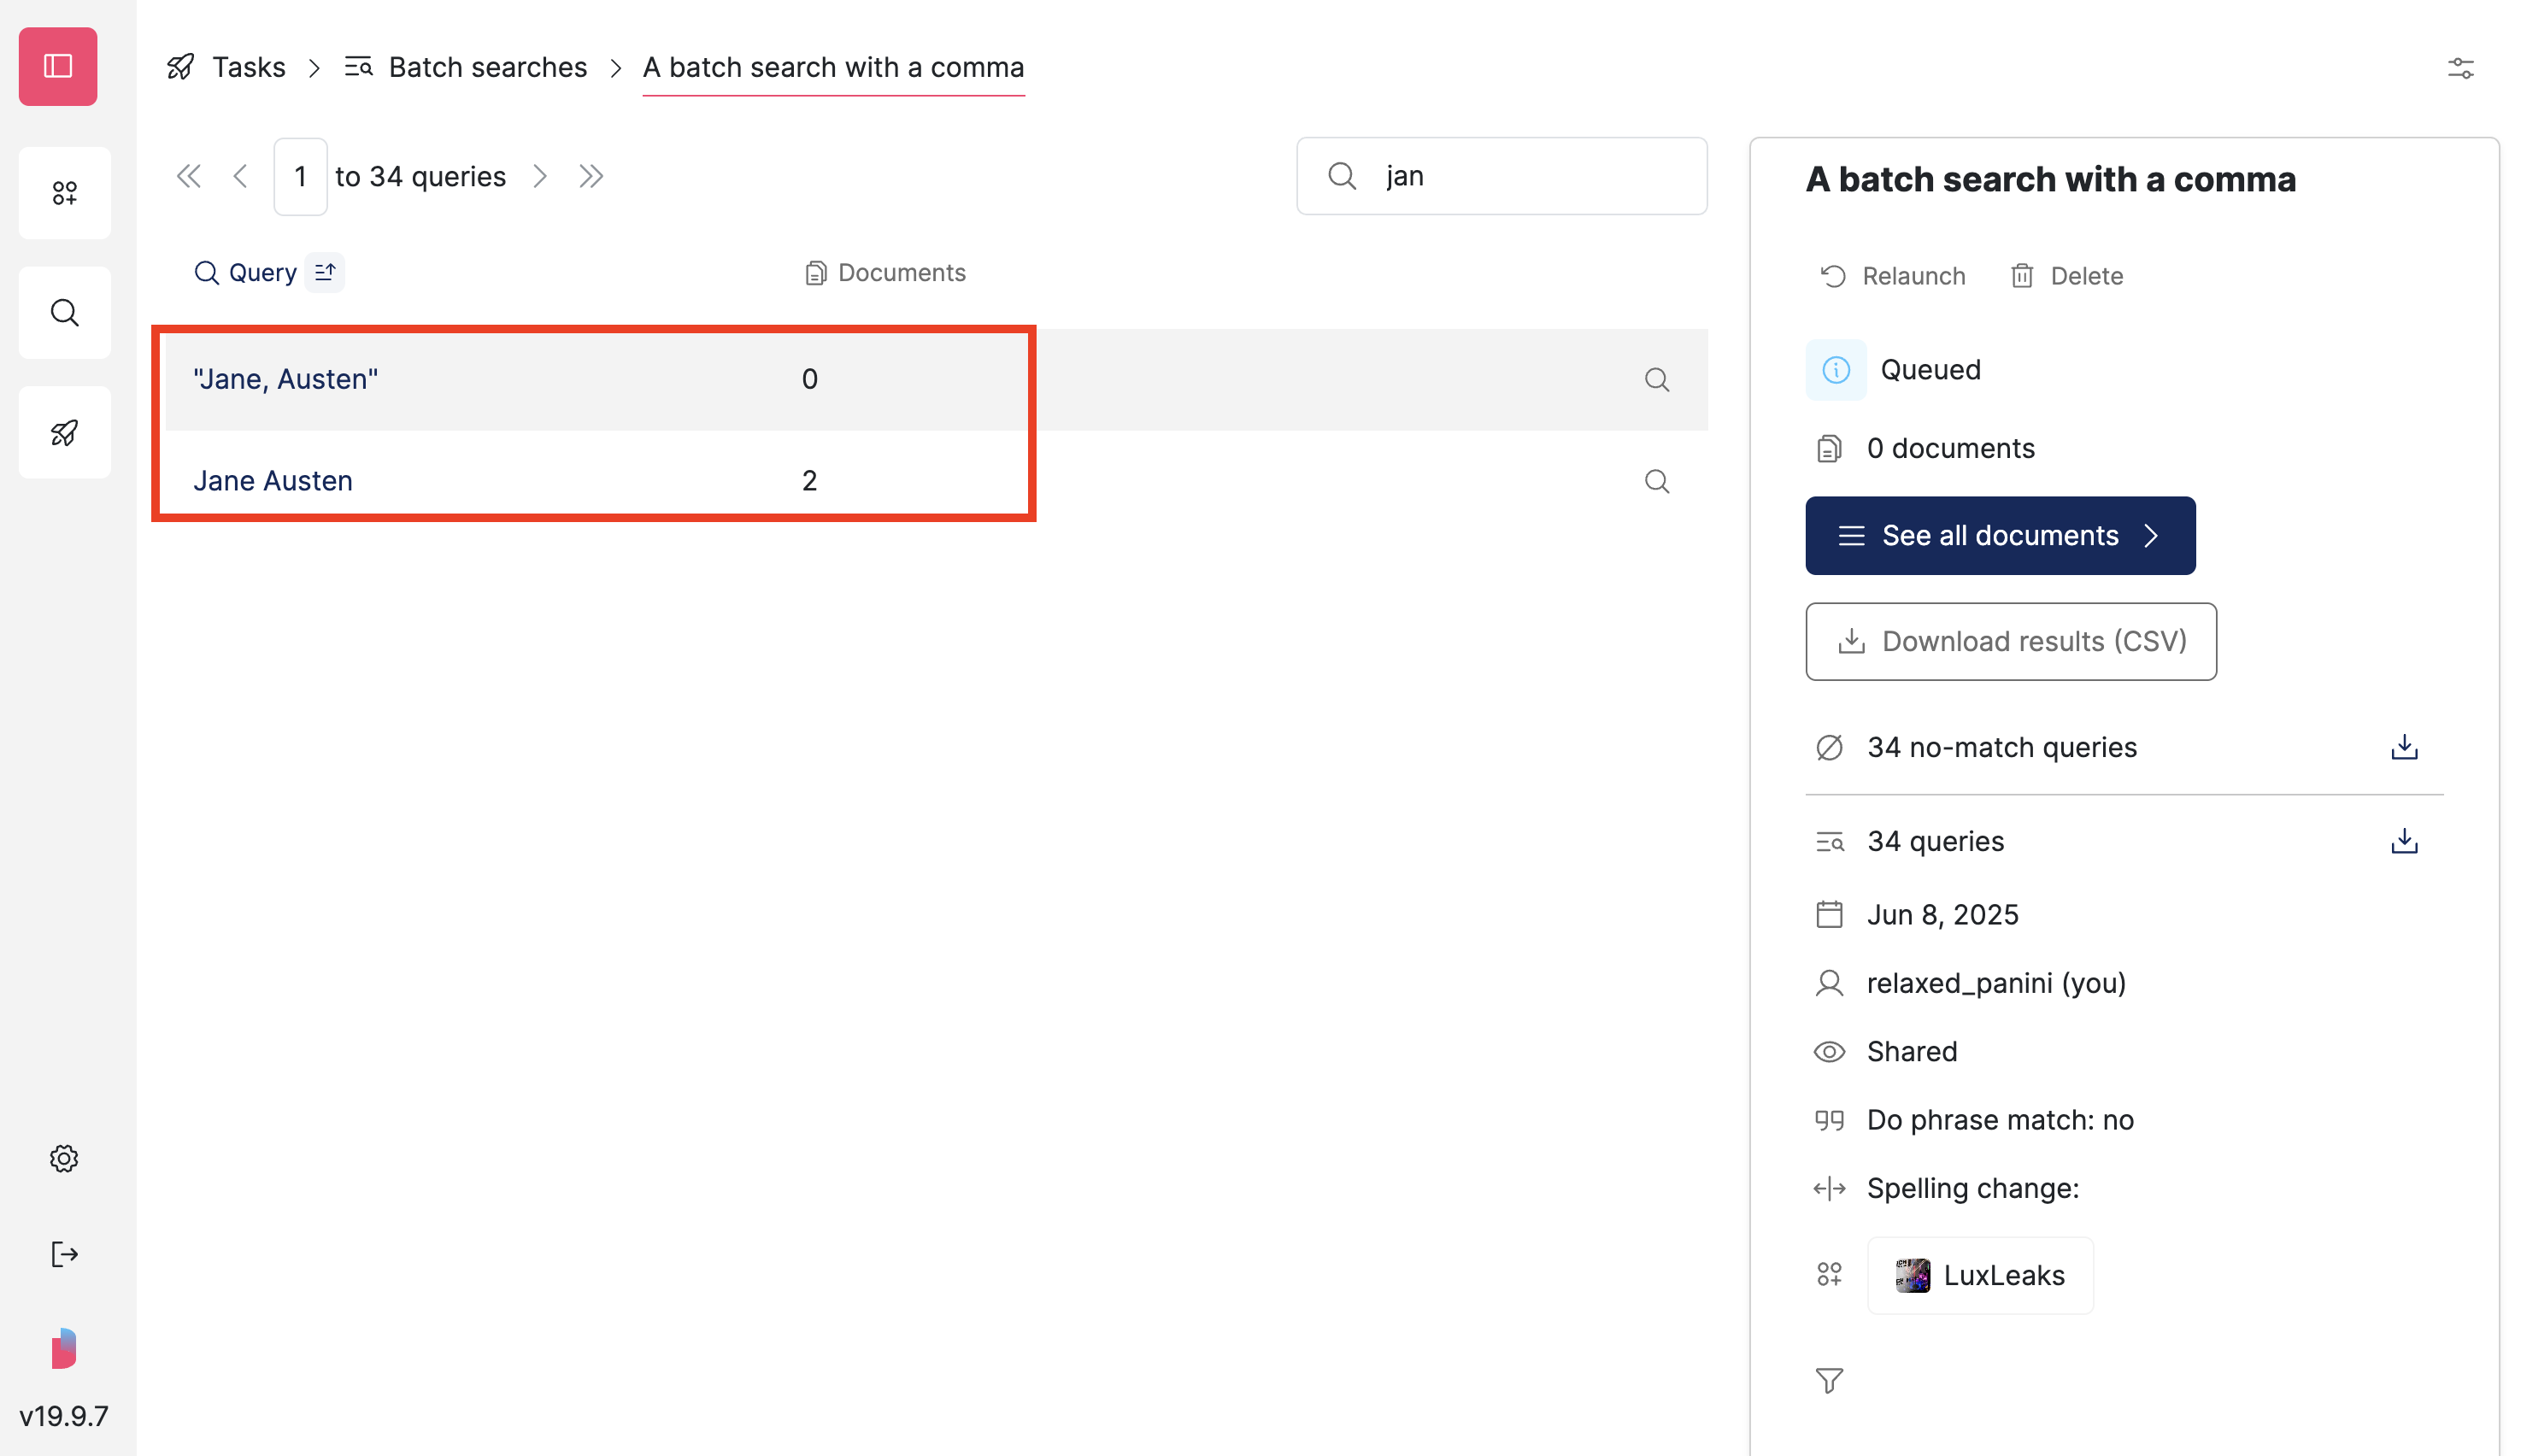 Tasks > Batch searches > A batch search with a comma
1 to 34 queries
jan
Query Documents
"Jane, Austen" 0
Jane Austen 2
A batch search with a comma
Relaunch Delete
Queued
0 documents
See all documents
Download results (CSV)
34 no-match queries
34 queries
Jun 8, 2025
relaxed_panini (you)
Shared
Do phrase match: no
Spelling change:
LuxLeaks
v19.9.7